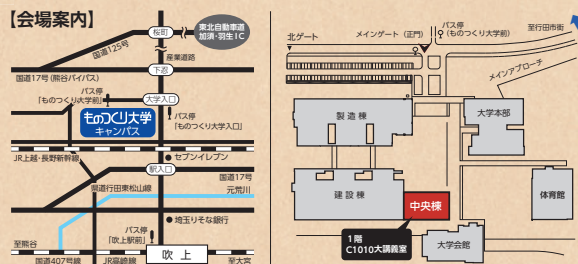 【会場案内】
桜町
東北自動車道
加須・羽生IC
国道125号
産業道路
国道17号(熊谷バイパス)
下忍
バス停
「ものつくり大学前」
大学入口
ものつくり大学
キャンパス
バス停
「ものつくり大学入口」
JR上越・長野新幹線
セブンイレブン
駅入口
国道17号
県道行田東松山線
元荒川
埼玉りそな銀行
バス停
「吹上駅前」
至熊谷
吹上
国道407号線
JR高崎線
至大宮
バス停
(ものつくり大学前)
至行田市街
北ゲート
メインゲート(正門)
メインアプローチ
製造棟
大学本部
建設棟
中央棟
体育館
1階
C1010大講義室
大学会館